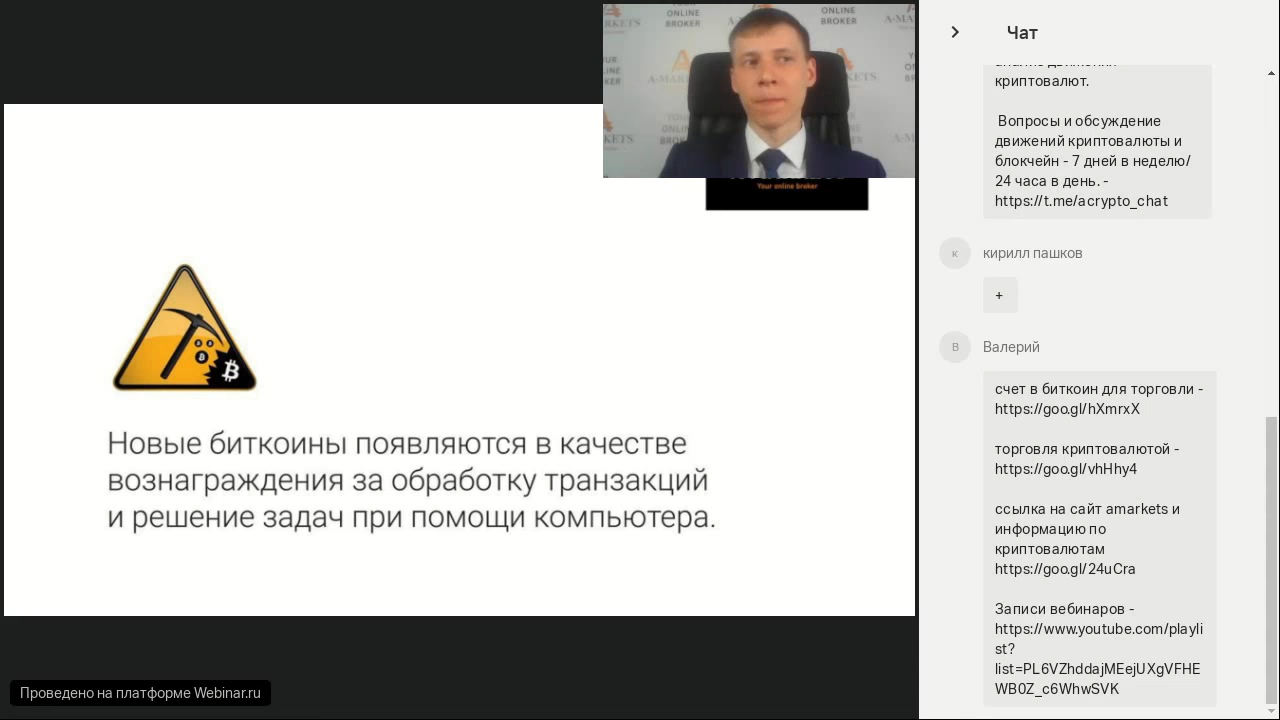 YOUR
ONLINE
BROKER
ONLINE
BROKER
A-MARKETS
Your online broker
Новые биткоины появляются в качестве
вознаграждения за обработку транзакций
и решение задач при помощи компьютера.
Проведено на платформе Webinar.ru
Чат
криптовалют.
Вопросы и обсуждение
движений криптовалюты и
блокчейн - 7 дней в неделю/
24 часа в день. -
https://t.me/acrypto_chat
к
кирилл пашков
+
В
Валерий
счет в биткоин для торговли -
https://goo.gl/hXmrxX
торговля криптовалютой -
https://goo.gl/vhHhy4
ссылка на сайт amarkets и
информацию по
криптовалютам
https://goo.gl/24uCra
Записи вебинаров -
https://www.youtube.com/playli
st?
list=PL6VZhddajMEejUXgVFHE
WB0Z_c6WhwSVK